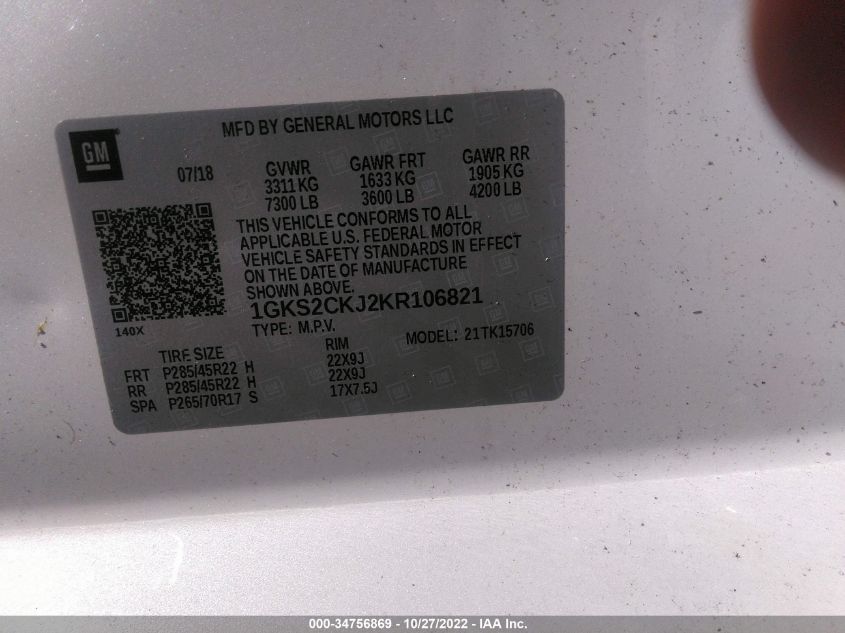 MFD BY GENERAL MOTORS LLC
GM
07/18
GVWR
3311 KG
7300 LB
GAWR FRT
1633 KG
3600 LB
GAWR RR
1905 KG
4200 LB
THIS VEHICLE CONFORMS TO ALL
APPLICABLE U.S. FEDERAL MOTOR
VEHICLE SAFETY STANDARDS IN EFFECT
ON THE DATE OF MANUFACTURE
SHOWN ABOVE.
1GKS2CKJ2KR106821
140X
TYPE: M.P.V.
MODEL: 21TK15706
TIRE SIZE RIM
FRT P285/45R22 H 22X9J
RR P285/45R22 H 22X9J
SPA P265/70R17 S 17X7.5J
000-34756869 - 10/27/2022 - IAA Inc.